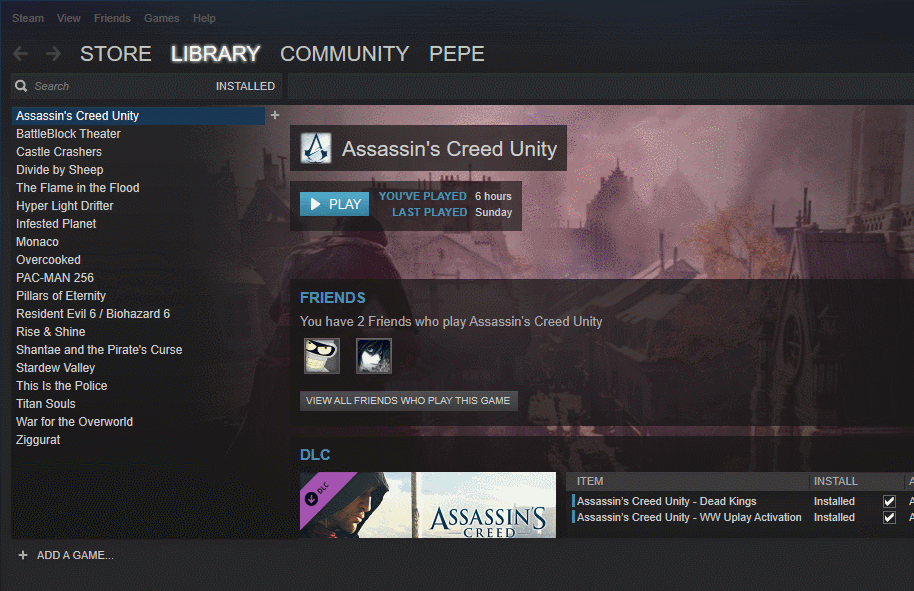 Steam View Friends Games Help
STORE LIBRARY COMMUNITY PEPE
Search INSTALLED
Assassin's Creed Unity
BattleBlock Theater
Castle Crashers
Divide by Sheep
The Flame in the Flood
Hyper Light Drifter
Infested Planet
Monaco
Overcooked
PAC-MAN 256
Pillars of Eternity
Resident Evil 6 / Biohazard 6
Rise & Shine
Shantae and the Pirate's Curse
Stardew Valley
This Is the Police
Titan Souls
War for the Overworld
Ziggurat
+ ADD A GAME...
Assassin's Creed Unity
PLAY
YOU'VE PLAYED 6 hours
LAST PLAYED Sunday
FRIENDS
You have 2 Friends who play Assassin's Creed Unity
VIEW ALL FRIENDS WHO PLAY THIS GAME
DLC
DLC
ASSASSIN'S
CREED
ITEM INSTALL A
Assassin's Creed Unity - Dead Kings Installed A
Assassin's Creed Unity - WW Uplay Activation Installed A